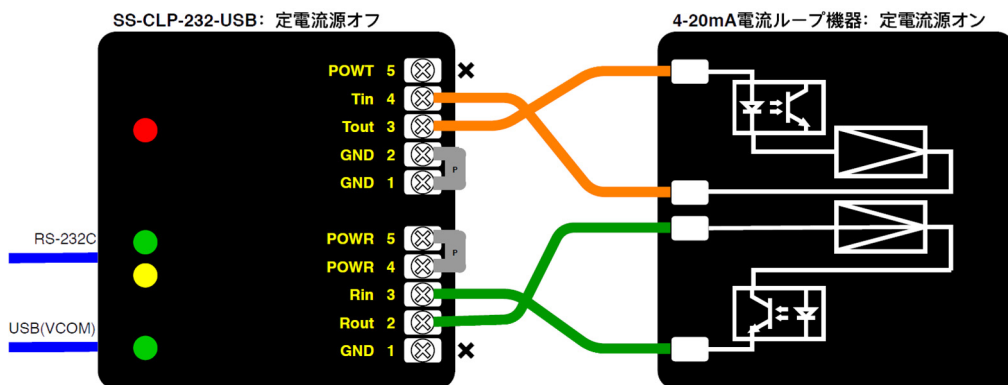 SS-CLP-232-USB: 定電流源オフ
4-20mA電流ループ機器: 定電流源オン
POWT 5
Tin 4
Tout 3
GND 2
GND 1
P
POWR 5
POWR 4
P
Rin 3
Rout 2
GND 1
RS-232C
USB(VCOM)